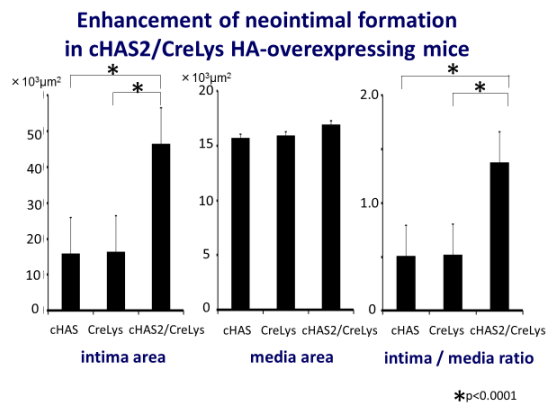 Enhancement of neointimal formation
in cHAS2/CreLys HA-overexpressing mice
×10³μm²
*
*
50
40
30
20
10
0
cHAS CreLys cHAS2/CreLys
intima area
×10³μm²
20
15
10
5
0
cHAS CreLys cHAS2/CreLys
media area
*
*
2.0
1.0
0
cHAS CreLys cHAS2/CreLys
intima / media ratio
*p<0.0001